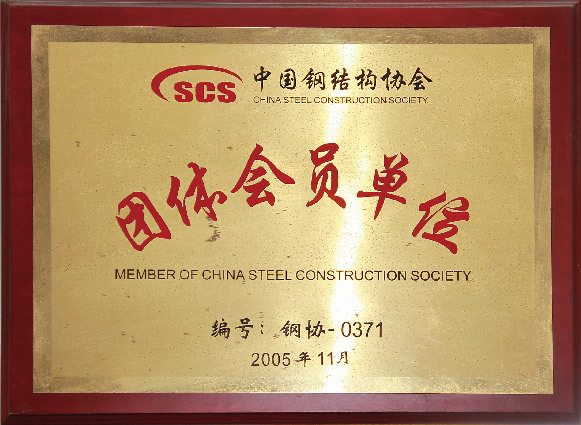 SCS 中国钢结构协会
CHINA STEEL CONSTRUCTION SOCIETY
团体会员单位
MEMBER OF CHINA STEEL CONSTRUCTION SOCIETY
编号：钢协-0371
2005年11月